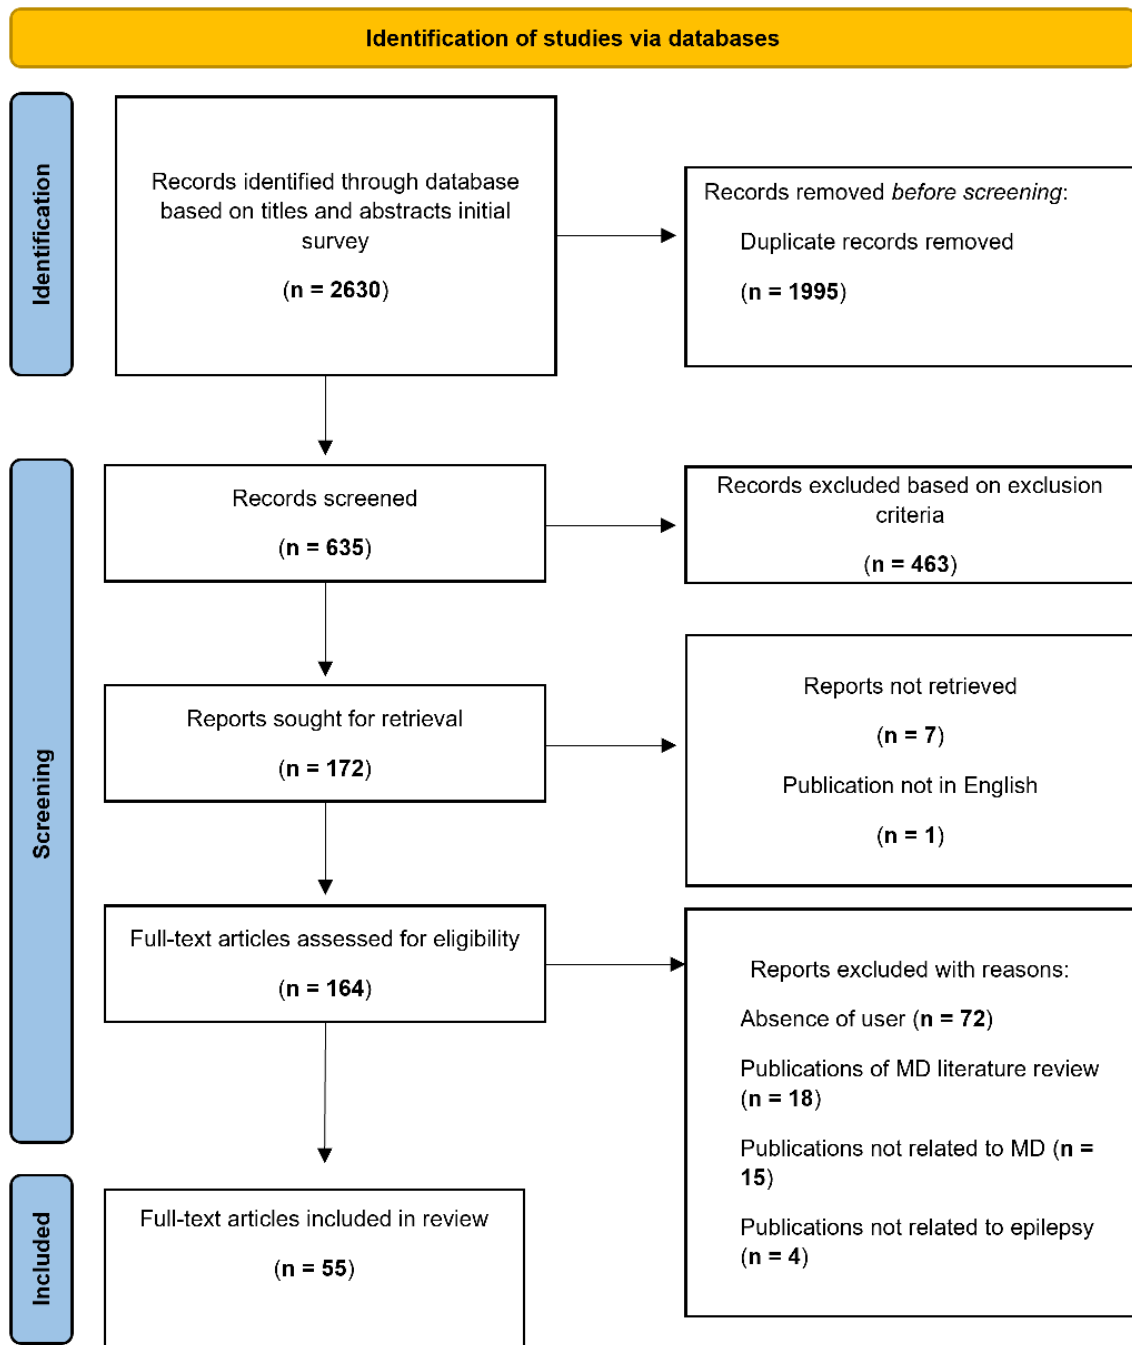 Identification of studies via databases
Identification
Records identified through database
based on titles and abstracts initial
survey
(n = 2630)
Records removed before screening:
Duplicate records removed
(n = 1995)
Screening
Records screened
(n = 635)
Records excluded based on exclusion
criteria
(n = 463)
Reports sought for retrieval
(n = 172)
Reports not retrieved
(n = 7)
Publication not in English
(n = 1)
Full-text articles assessed for eligibility
(n = 164)
Reports excluded with reasons:
Absence of user (n = 72)
Publications of MD literature review
(n = 18)
Publications not related to MD (n =
15)
Publications not related to epilepsy
(n = 4)
Included
Full-text articles included in review
(n = 55)